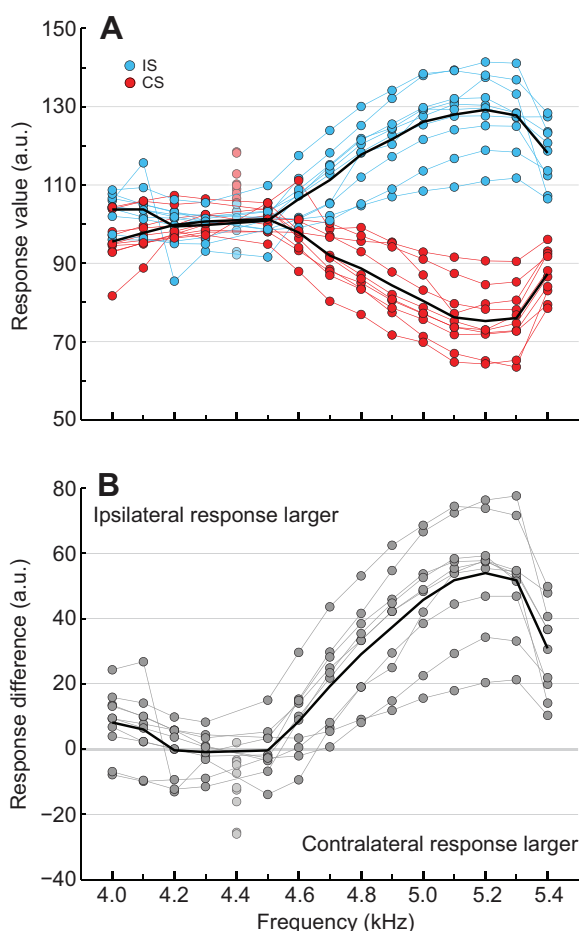 A
150
130
110
90
70
50
Response value (a.u.)
IS
CS
B
80
60
40
20
0
−20
−40
Response difference (a.u.)
Ipsilateral response larger
Contralateral response larger
4.0 4.2 4.4 4.6 4.8 5.0 5.2 5.4
Frequency (kHz)